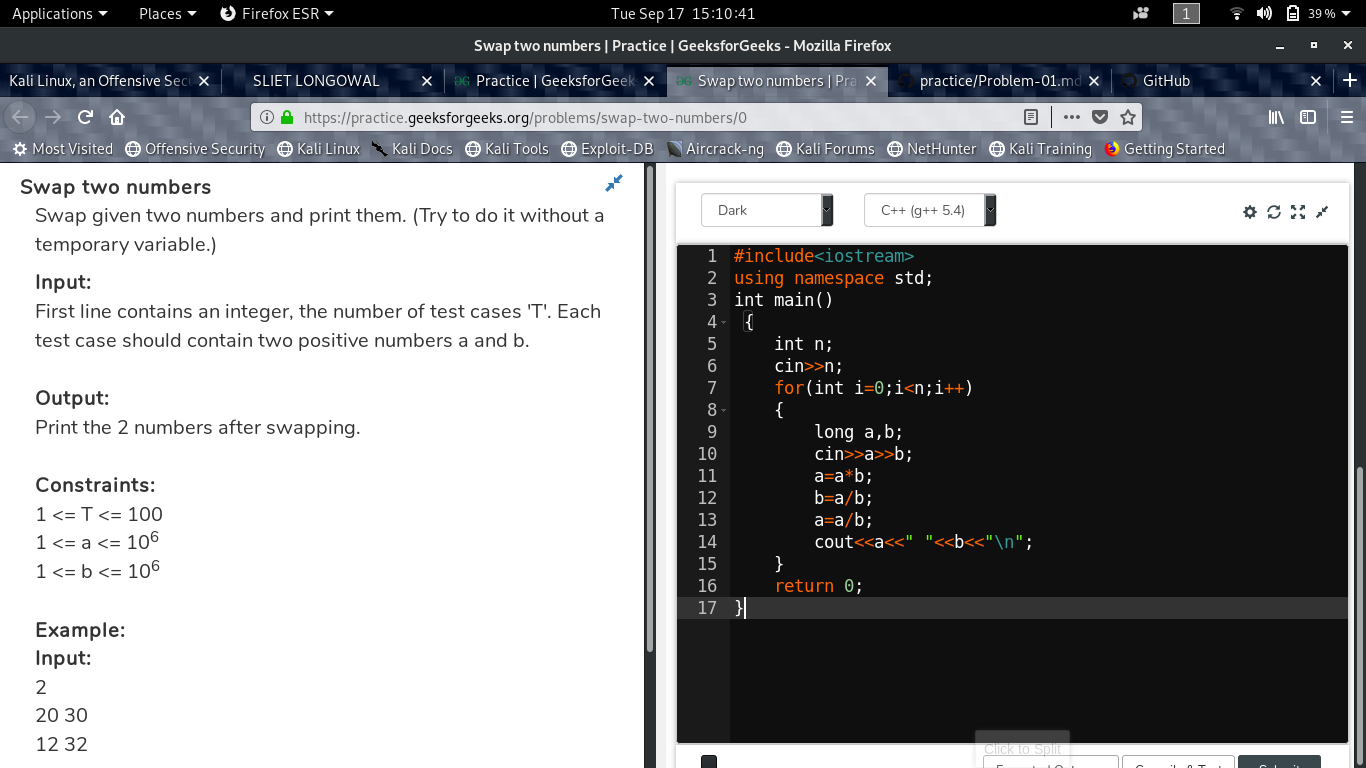 Applications Places Firefox ESR Tue Sep 17 15:10:41 1 39 %
Swap two numbers | Practice | GeeksforGeeks - Mozilla Firefox
Kali Linux, an Offensive Sec SLIET LONGOWAL Practice | GeeksforGeek Swap two numbers | Pra practice/Problem-01.md GitHub
https://practice.geeksforgeeks.org/problems/swap-two-numbers/0
Most Visited Offensive Security Kali Linux Kali Docs Kali Tools Exploit-DB Aircrack-ng Kali Forums NetHunter Kali Training Getting Started
Swap two numbers
Swap given two numbers and print them. (Try to do it without a
temporary variable.)
Input:
First line contains an integer, the number of test cases 'T'. Each
test case should contain two positive numbers a and b.
Output:
Print the 2 numbers after swapping.
Constraints:
1 <= T <= 100
1 <= a <= 10⁶
1 <= b <= 10⁶
Example:
Input:
2
20 30
12 32
Dark C++ (g++ 5.4)
1 #include<iostream>
2 using namespace std;
3 int main()
4 {
5 int n;
6 cin>>n;
7 for(int i=0;i<n;i++)
8 {
9 long a,b;
10 cin>>a>>b;
11 a=a*b;
12 b=a/b;
13 a=a/b;
14 cout<<a<<" "<<b<<"\n";
15 }
16 return 0;
17 }
Click to Split